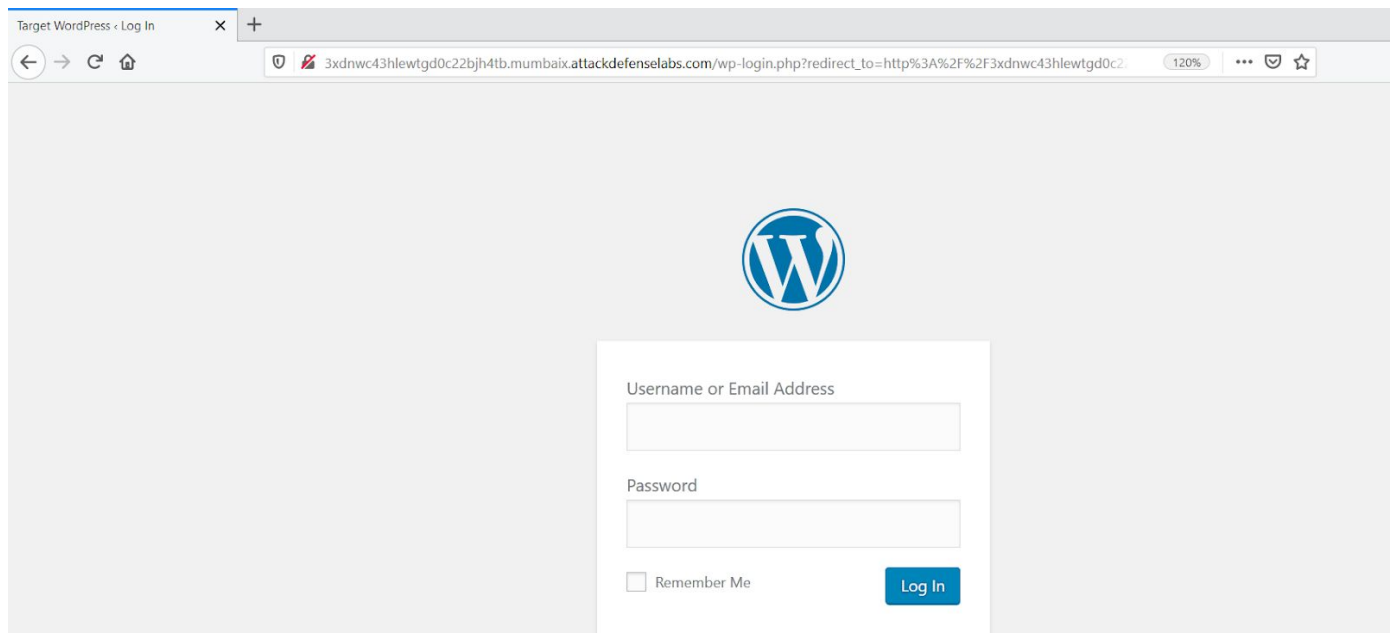 Target WordPress ‹ Log In
3xdnwc43hlewtgd0c22bjh4tb.mumbaix.attackdefenselabs.com/wp-login.php?redirect_to=http%3A%2F%2F3xdnwc43hlewtgd0c2
120%
Username or Email Address
Password
Remember Me
Log In